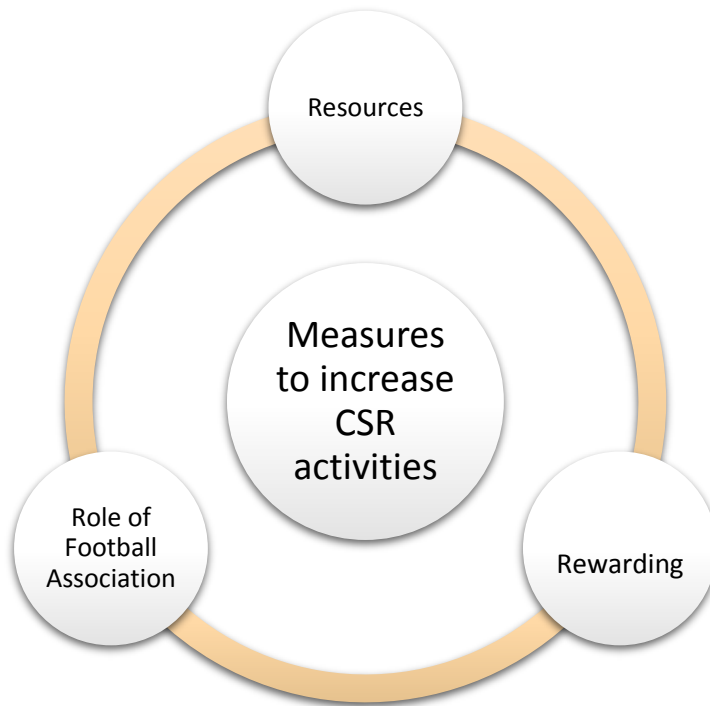 Resources
Measures
to increase
CSR
activities
Role of
Football
Association
Rewarding